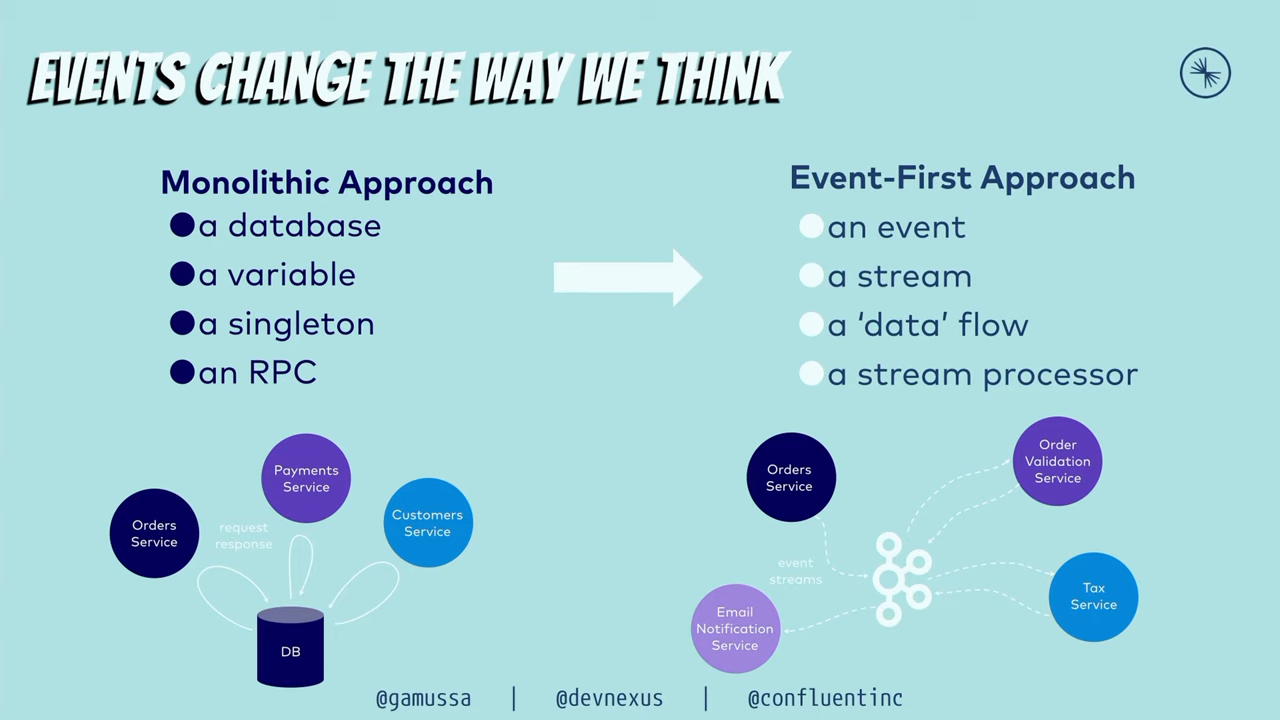 EVENTS CHANGE THE WAY WE THINK
Monolithic Approach
a database
a variable
a singleton
an RPC
Event-First Approach
an event
a stream
a ‘data’ flow
a stream processor
Orders
Service
Payments
Service
Customers
Service
request
response
DB
Orders
Service
Order
Validation
Service
event
streams
Tax
Service
Email
Notification
Service
@gamussa | @devnexus | @confluentinc